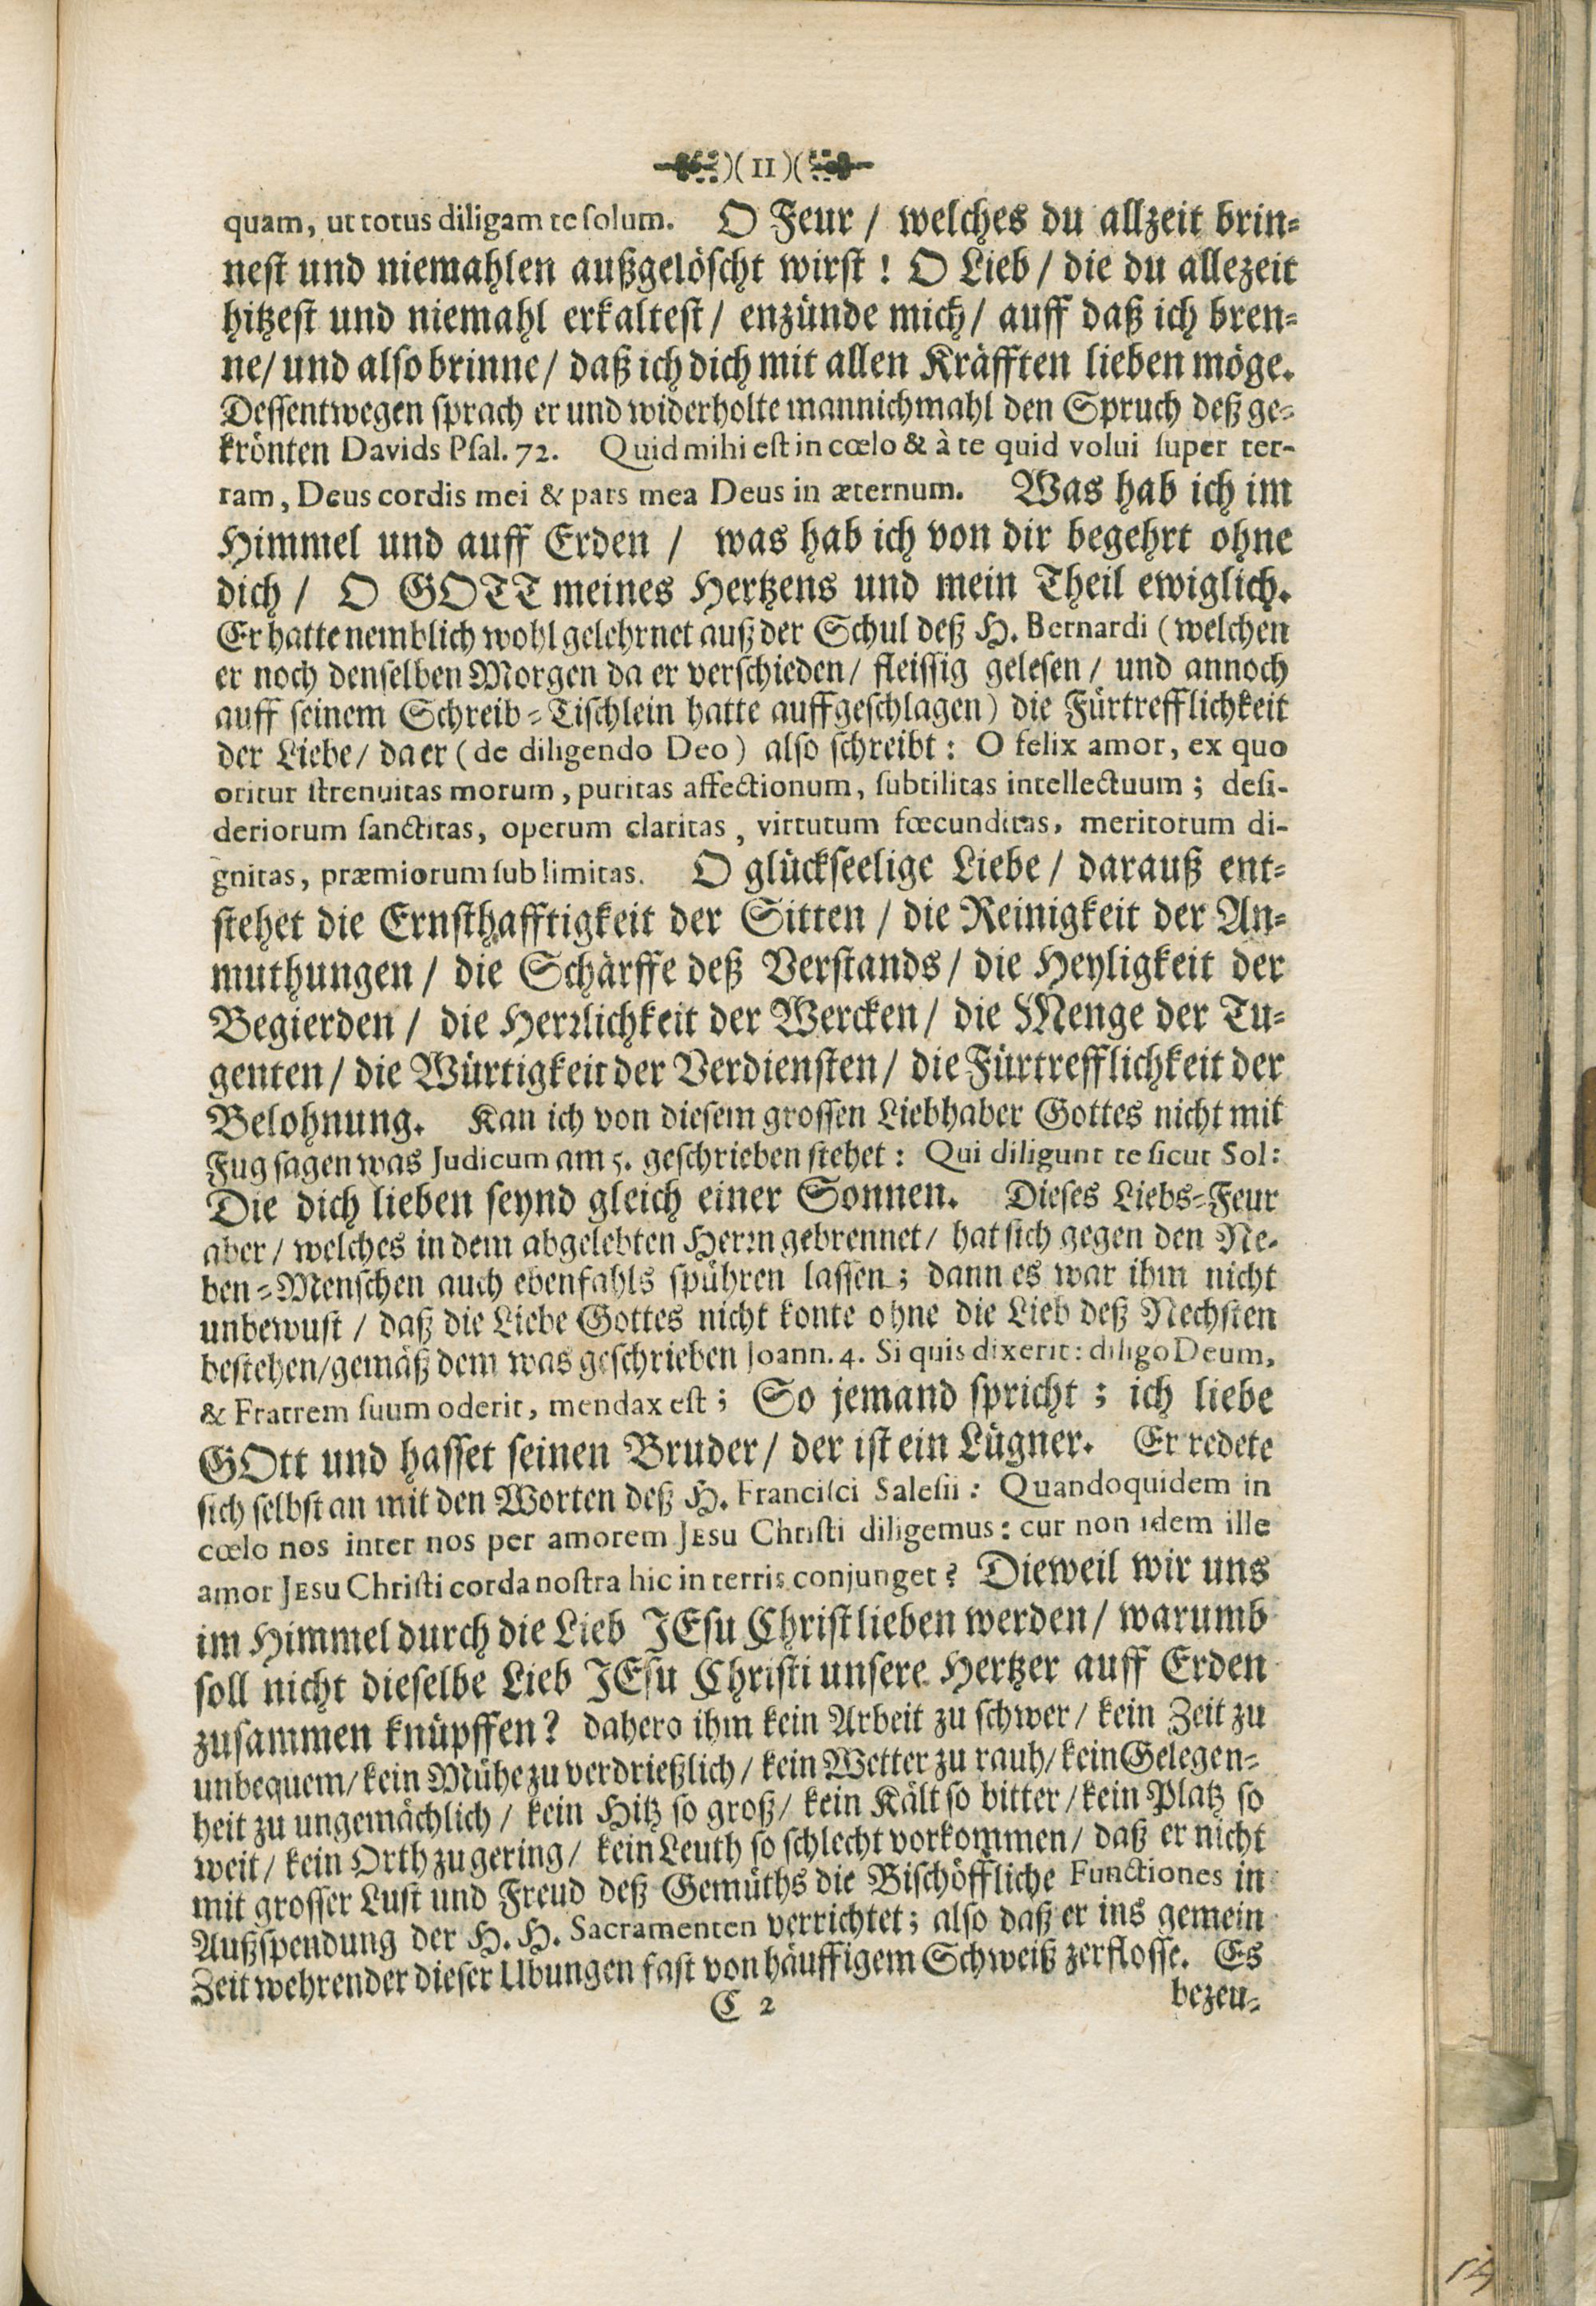 )( 11 )(
quam, ut totus diligam te solum. O Feur / welches du allzeit brin-
nest und niemahlen außgelöscht wirst! O Lieb / die du allezeit
hitzest und niemahl erkaltest / enzünde mich / auff daß ich bren-
ne / und also brinne / daß ich dich mit allen Kräfften lieben möge.
Dessentwegen sprach er und widerholte mannichmahl den Spruch deß ge-
krönten Davids Psal. 72. Quid mihi est in cœlo & à te quid volui super ter-
ram, Deus cordis mei & pars mea Deus in æternum. Was hab ich im
Himmel und auff Erden / was hab ich von dir begehrt ohne
dich / O GOTT meines Hertzens und mein Theil ewiglich.
Er hatte nemblich wohl gelehrnet auß der Schul deß H. Bernardi (welchen
er noch denselben Morgen da er verschieden / fleissig gelesen / und annoch
auff seinem Schreib-Tischlein hatte auffgeschlagen) die Fürtrefflichkeit
der Liebe / da er (de diligendo Deo) also schreibt: O felix amor, ex quo
oritur strenuitas morum, puritas affectionum, subtilitas intellectuum; desi-
deriorum sanctitas, operum claritas, virtutum fœcunditas, meritorum di-
gnitas, præmiorum sublimitas. O glückseelige Liebe / darauß ent-
stehet die Ernsthafftigkeit der Sitten / die Reinigkeit der An-
muthungen / die Schärffe deß Verstands / die Heyligkeit der
Begierden / die Herrlichkeit der Wercken / die Menge der Tu-
genten / die Würtigkeit der Verdiensten / die Fürtrefflichkeit der
Belohnung. Kan ich von diesem grossen Liebhaber Gottes nicht mit
Fug sagen was Judicum am 5. geschrieben stehet: Qui diligunt te sicut Sol:
Die dich lieben seynd gleich einer Sonnen. Dieses Liebs-Feur
aber / welches in dem abgelebten Herrn gebrennet / hat sich gegen den Ne-
ben-Menschen auch ebenfahls spühren lassen; dann es war ihm nicht
unbewust / daß die Liebe Gottes nicht konte ohne die Lieb deß Nechsten
bestehen / gemäß dem was geschrieben Joann. 4. Si quis dixerit: diligo Deum,
& Fratrem suum oderit, mendax est; So jemand spricht; ich liebe
GOtt und hasset seinen Bruder / der ist ein Lügner. Er redete
sich selbst an mit den Worten deß H. Francisci Salesii: Quandoquidem in
cœlo nos inter nos per amorem JEsu Christi diligemus: cur non idem ille
amor JEsu Christi corda nostra hic in terris conjunget? Dieweil wir uns
im Himmel durch die Lieb JEsu Christ lieben werden / warumb
soll nicht dieselbe Lieb JEsu Christi unsere Hertzer auff Erden
zusammen knüpffen? dahero ihm kein Arbeit zu schwer / kein Zeit zu
unbequem / kein Mühe zu verdrießlich / kein Wetter zu rauh / kein Gelegen-
heit zu ungemächlich / kein Hitz so groß / kein Kält so bitter / kein Platz so
weit / kein Orth zu gering / kein Leuth so schlecht vorkommen / daß er nicht
mit grosser Lust und Freud deß Gemüths die Bischöffliche Functiones in
Außspendung der H. H. Sacramenten verrichtet; also daß er ins gemein
Zeit wehrender dieser Ubungen fast von häuffigem Schweiß zerflosse. Es
C 2 bezeu-